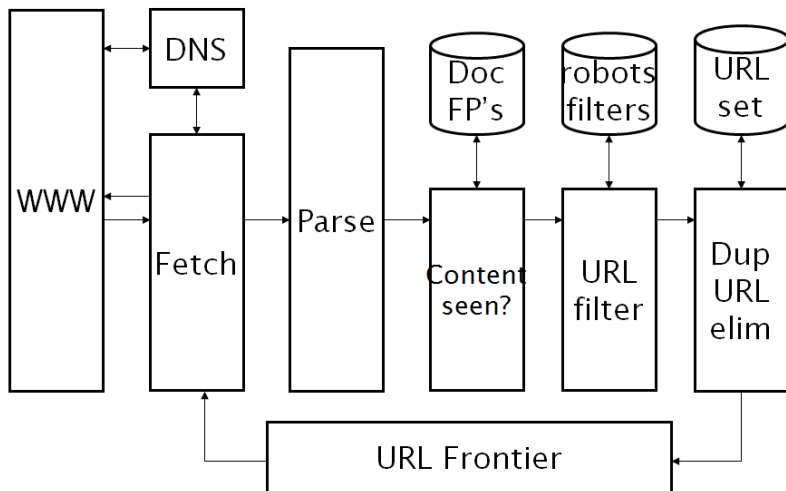 DNS
WWW
Fetch
Parse
Doc
FP's
Content
seen?
robots
filters
URL
filter
URL
set
Dup
URL
elim
URL Frontier